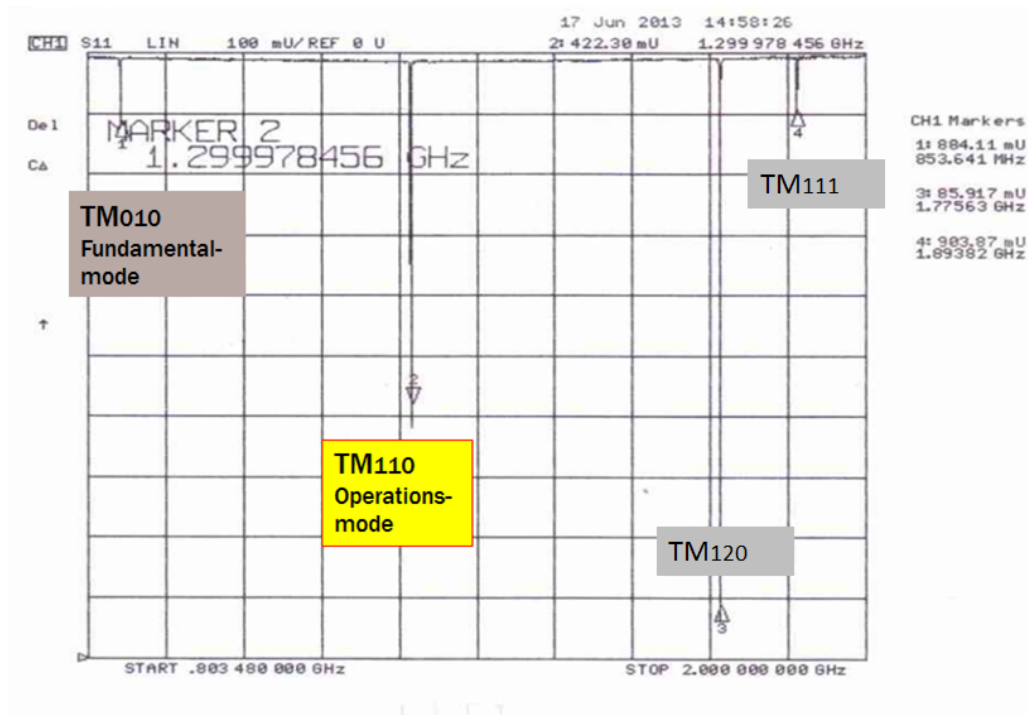 17 Jun 2013 14:58:26
CH1 S11 LIN 100 mU/ REF 0 U 2: 422.30 mU 1.299 978 456 GHz
Del
MARKER 2
1.299978456 GHz
CΔ
1
4
CH1 Markers
1: 884.11 mU
853.641 MHz
3: 85.917 mU
1.77563 GHz
4: 903.87 mU
1.89382 GHz
TM111
TM010
Fundamental-
mode
↑
2
TM110
Operations-
mode
TM120
3
START .803 480 000 GHz STOP 2.000 000 000 GHz